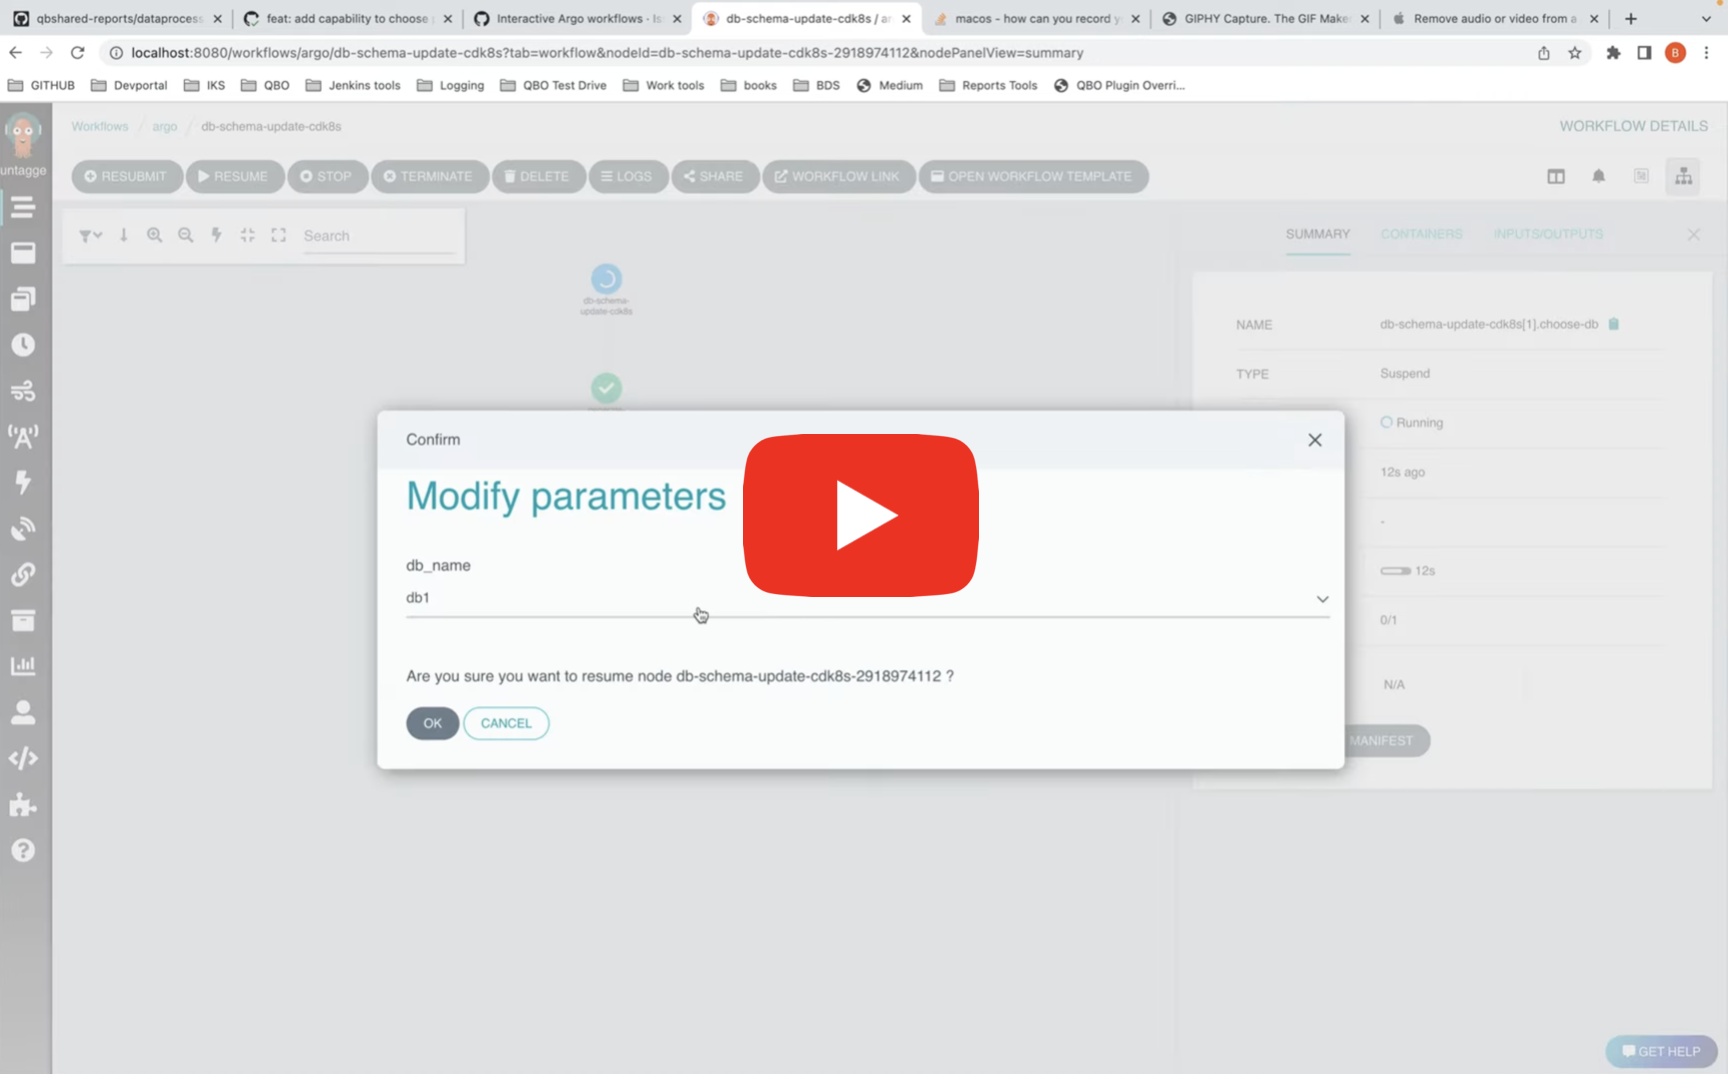 qbshared-reports/dataprocess
feat: add capability to choose
Interactive Argo workflows · Is
db-schema-update-cdk8s / ar
macos - how can you record y
GIPHY Capture. The GIF Make
Remove audio or video from a
localhost:8080/workflows/argo/db-schema-update-cdk8s?tab=workflow&nodeId=db-schema-update-cdk8s-2918974112&nodePanelView=summary
B
GITHUB Devportal IKS QBO Jenkins tools Logging QBO Test Drive Work tools books BDS Medium Reports Tools QBO Plugin Overri...
untagge
Workflows / argo / db-schema-update-cdk8s
WORKFLOW DETAILS
RESUBMIT RESUME STOP TERMINATE DELETE LOGS SHARE WORKFLOW LINK OPEN WORKFLOW TEMPLATE
Search
SUMMARY CONTAINERS INPUTS/OUTPUTS
db-schema-
update-cdk8s
NAME db-schema-update-cdk8s[1].choose-db
TYPE Suspend
Running
12s ago
-
12s
0/1
N/A
MANIFEST
Confirm
Modify parameters
db_name
db1
Are you sure you want to resume node db-schema-update-cdk8s-2918974112 ?
OK CANCEL
GET HELP